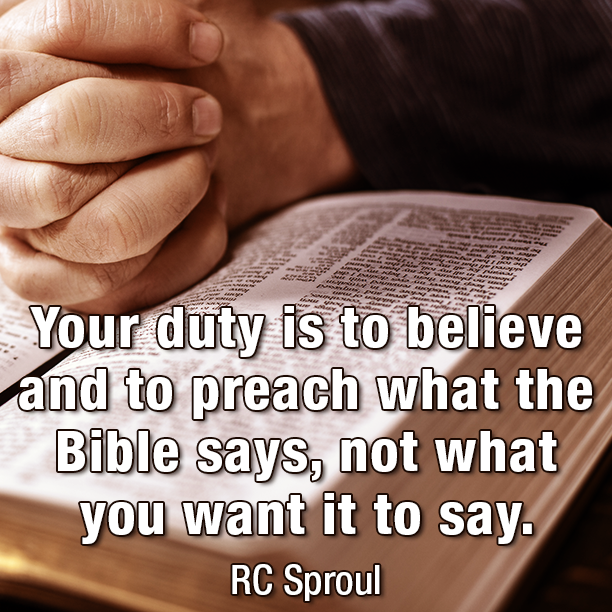 Your duty is to believe
and to preach what the
Bible says, not what
you want it to say.
RC Sproul